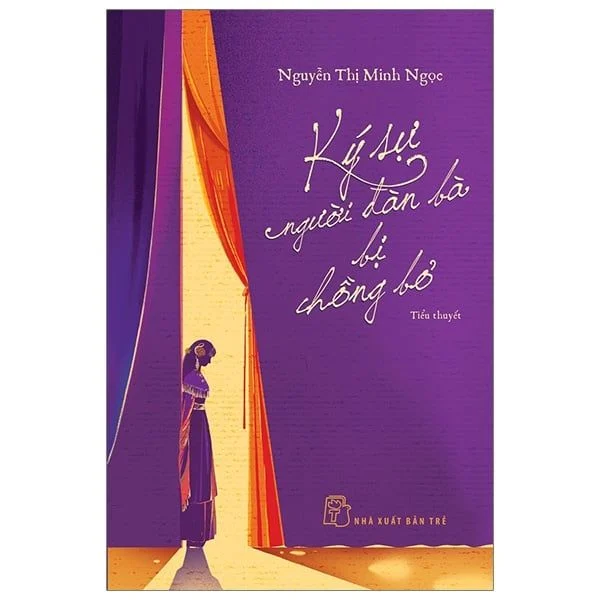 Nguyễn Thị Minh Ngọc
Ký sự
người đàn bà
bị
chồng bỏ
Tiểu thuyết
NHÀ XUẤT BẢN TRẺ